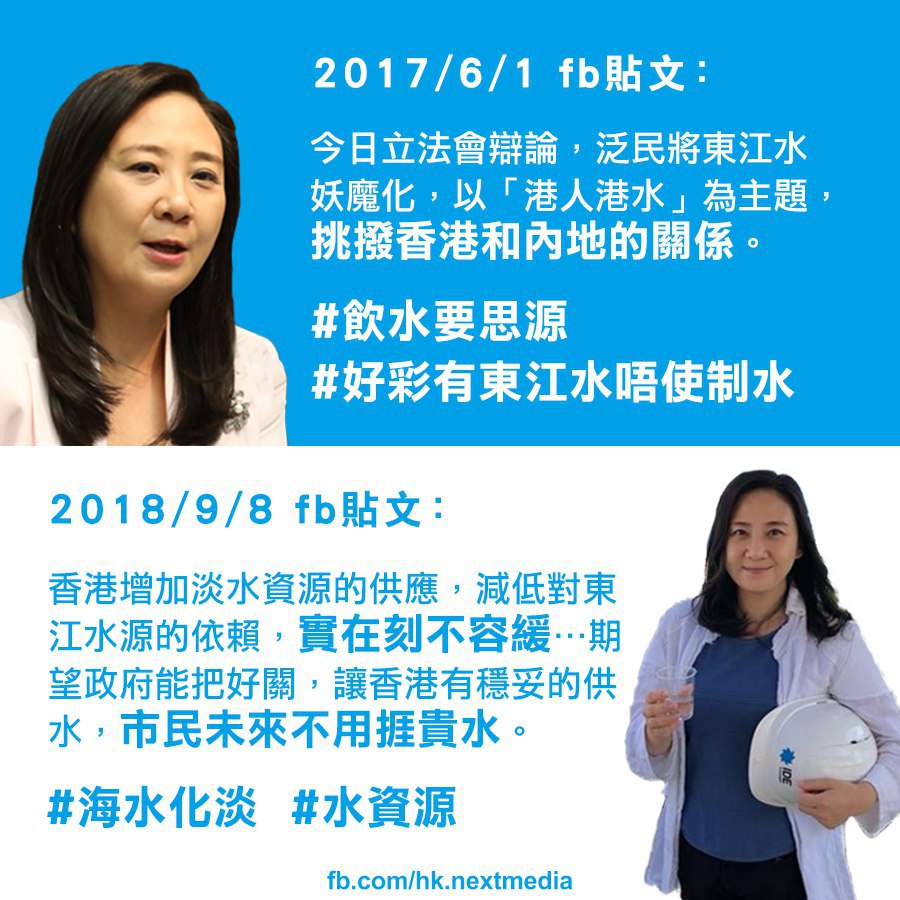 2017/6/1 fb貼文：
今日立法會辯論，泛民將東江水
妖魔化，以「港人港水」為主題，
挑撥香港和內地的關係。
#飲水要思源
#好彩有東江水唔使制水
2018/9/8 fb貼文：
香港增加淡水資源的供應，減低對東
江水源的依賴，實在刻不容緩…期
望政府能把好關，讓香港有穩妥的供
水，市民未來不用捱貴水。
#海水化淡 #水資源
IDE
fb.com/hk.nextmedia